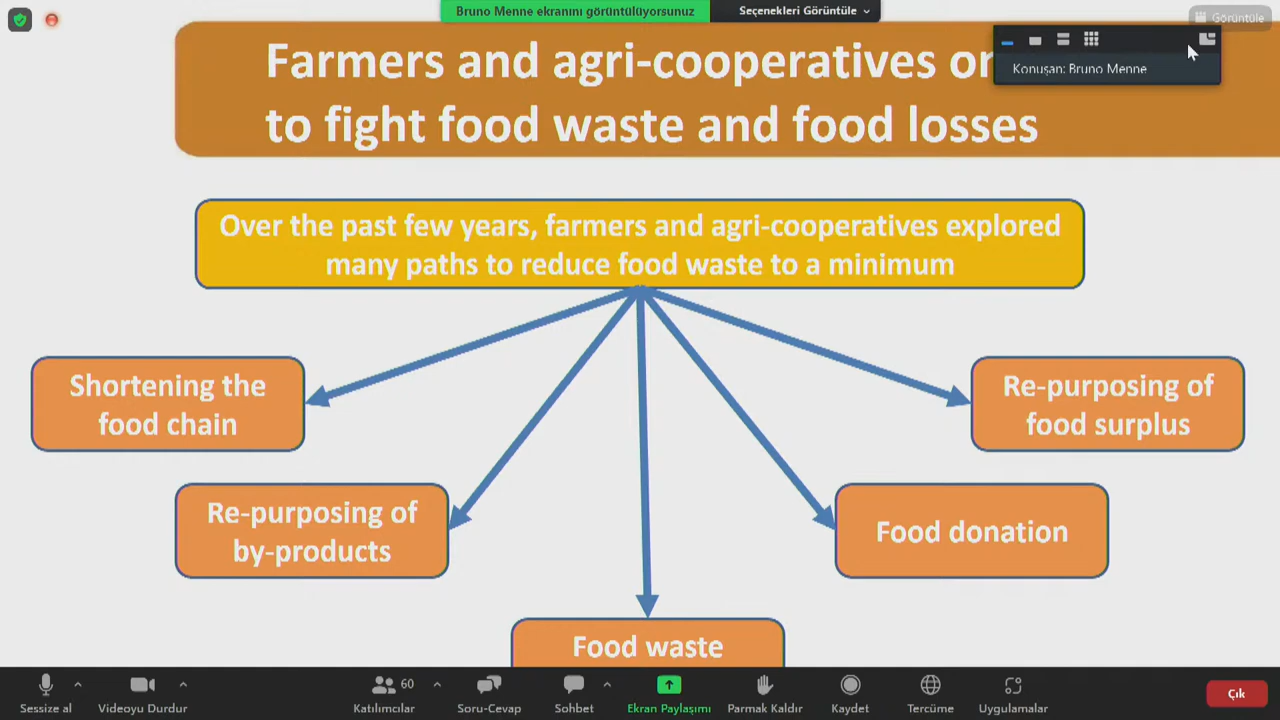 Bruno Menne ekranını görüntülüyorsunuz
Seçenekleri Görüntüle
Görüntüle
Konuşan: Bruno Menne
Farmers and agri-cooperatives
to fight food waste and food losses
Over the past few years, farmers and agri-cooperatives explored
many paths to reduce food waste to a minimum
Shortening the
food chain
Re-purposing of
food surplus
Re-purposing of
by-products
Food donation
Food waste
Sessize al
Videoyu Durdur
60
Katılımcılar
Soru-Cevap
Sohbet
Ekran Paylaşımı
Parmak Kaldır
Kaydet
Tercüme
Uygulamalar
Çık